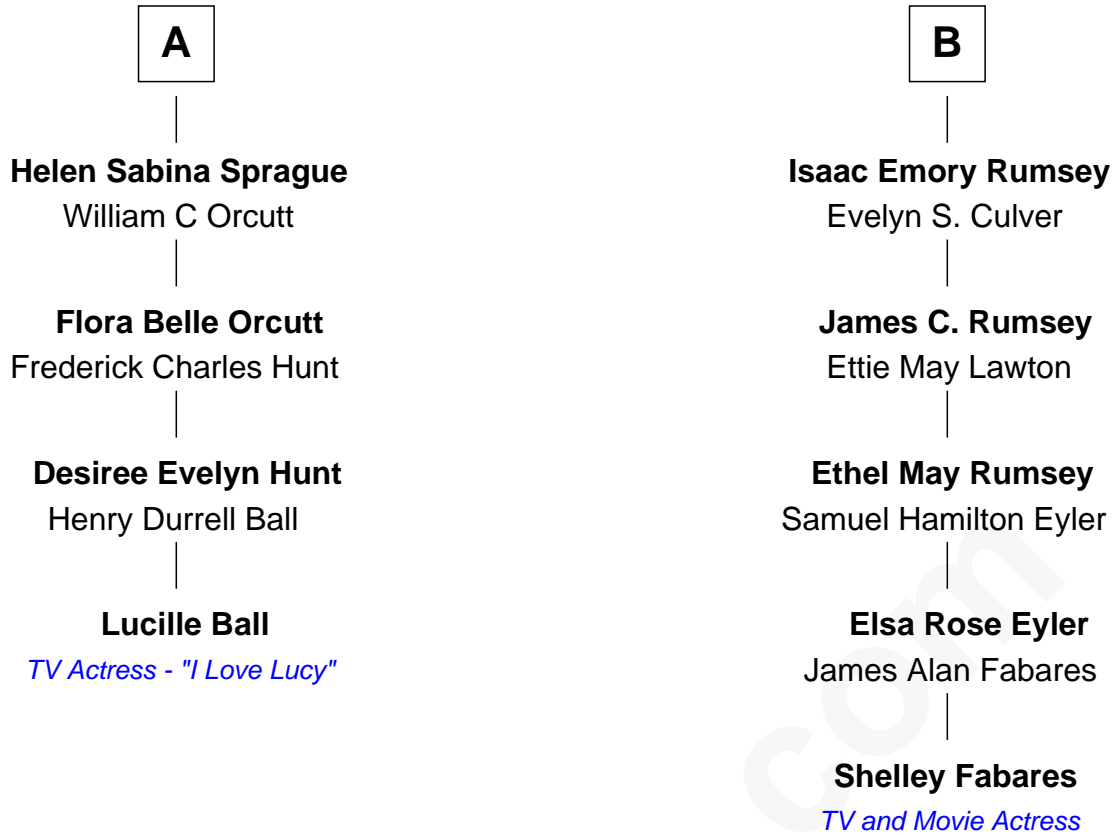 A
Helen Sabina Sprague
William C Orcutt
Flora Belle Orcutt
Frederick Charles Hunt
Desiree Evelyn Hunt
Henry Durrell Ball
Lucille Ball
TV Actress - "I Love Lucy"
B
Isaac Emory Rumsey
Evelyn S. Culver
James C. Rumsey
Ettie May Lawton
Ethel May Rumsey
Samuel Hamilton Eyler
Elsa Rose Eyler
James Alan Fabares
Shelley Fabares
TV and Movie Actress
com